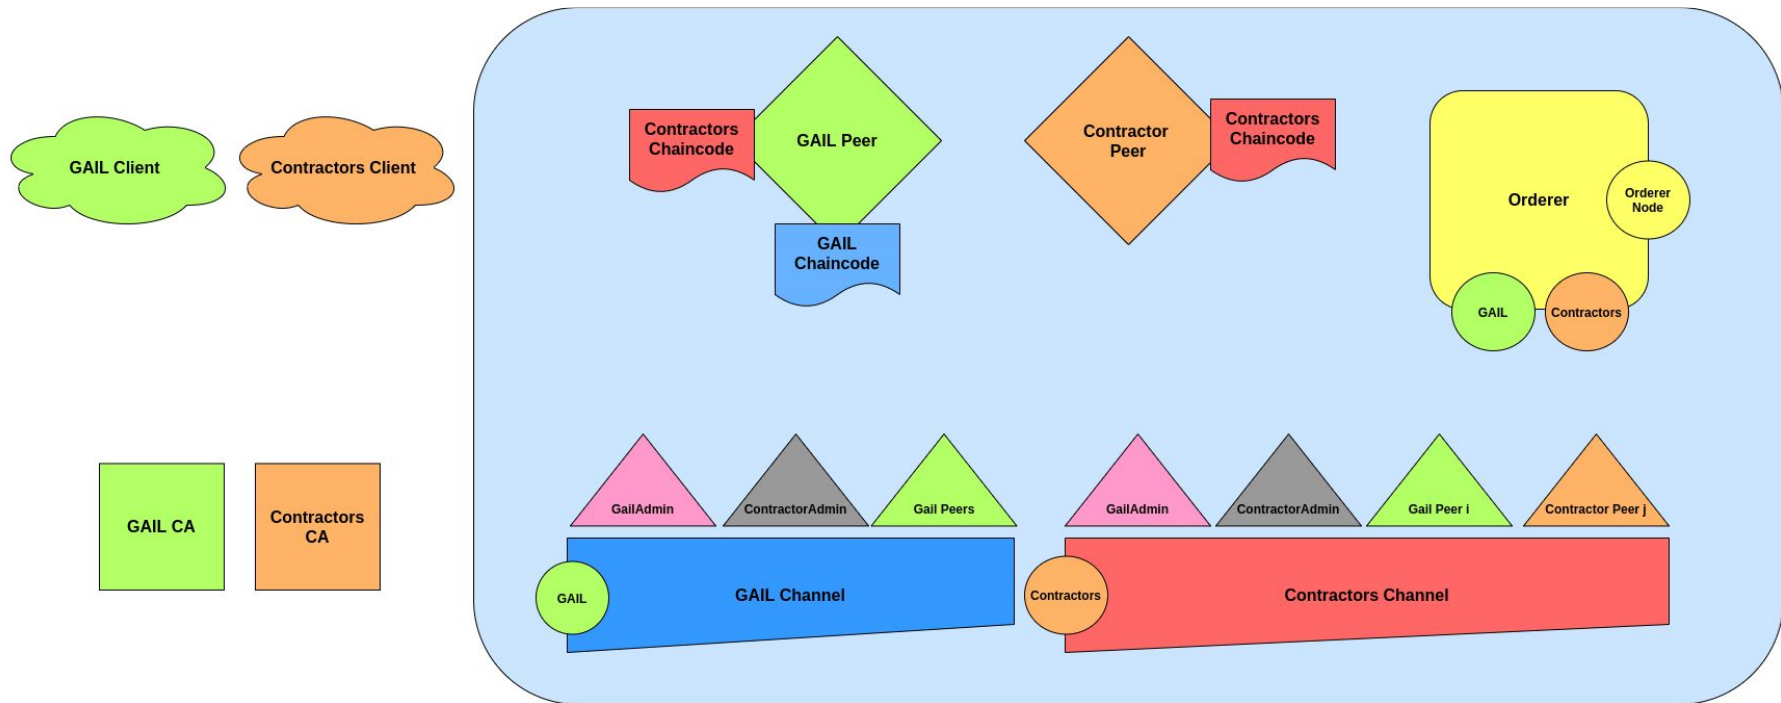 GAIL Client
Contractors Client
Contractors
Chaincode
GAIL Peer
GAIL
Chaincode
Contractor
Peer
Contractors
Chaincode
Orderer
Orderer
Node
GAIL
Contractors
GAIL CA
Contractors
CA
GailAdmin
ContractorAdmin
Gail Peers
GailAdmin
ContractorAdmin
Gail Peer i
Contractor Peer j
GAIL
GAIL Channel
Contractors
Contractors Channel